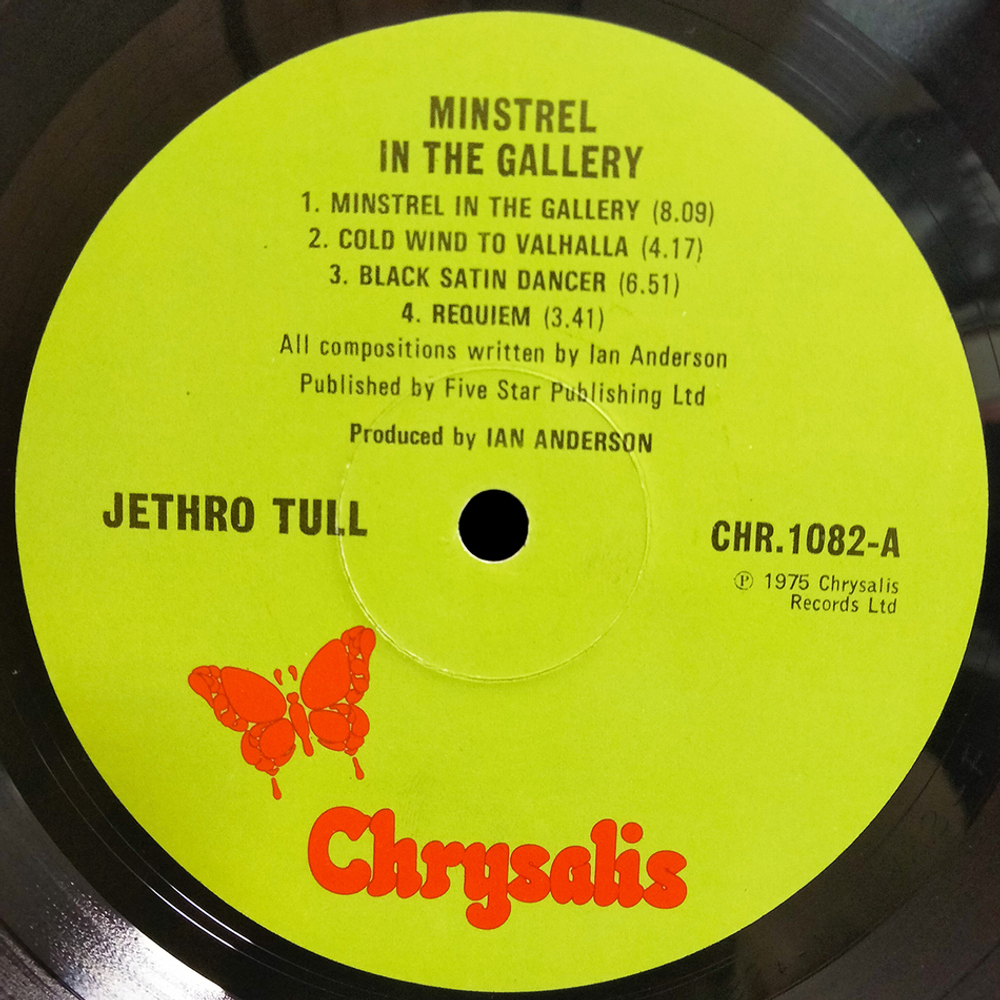 MINSTREL
IN THE GALLERY
1. MINSTREL IN THE GALLERY (8.09)
2. COLD WIND TO VALHALLA (4.17)
3. BLACK SATIN DANCER (6.51)
4. REQUIEM (3.41)
All compositions written by Ian Anderson
Published by Five Star Publishing Ltd
Produced by IAN ANDERSON
JETHRO TULL
CHR.1082-A
℗ 1975 Chrysalis
Records Ltd
Chrysalis